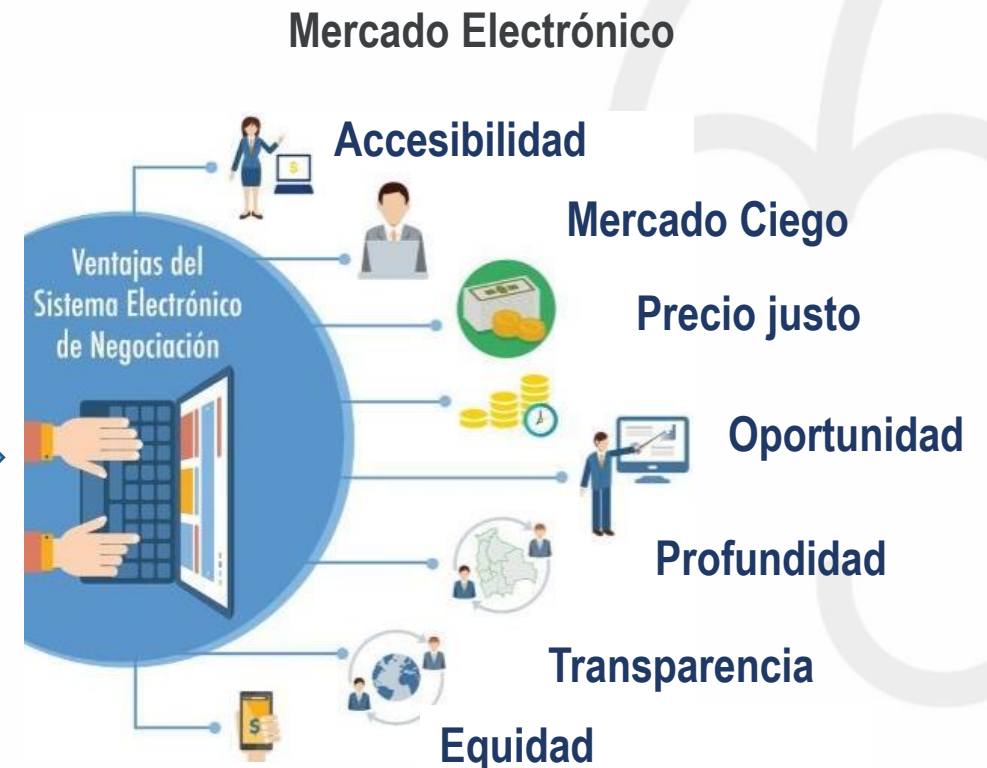 Mercado Electrónico
Accesibilidad
Mercado Ciego
Ventajas del
Sistema Electrónico
de Negociación
Precio justo
Oportunidad
Profundidad
Transparencia
Equidad